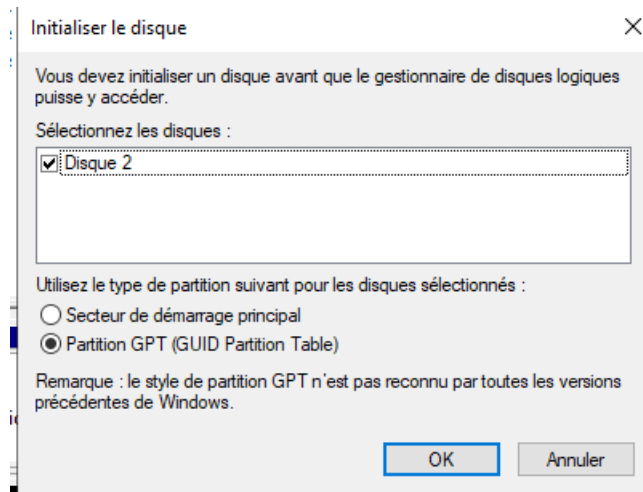 Initialiser le disque
Vous devez initialiser un disque avant que le gestionnaire de disques logiques
puisse y accéder.
Sélectionnez les disques :
Disque 2
Utilisez le type de partition suivant pour les disques sélectionnés :
Secteur de démarrage principal
Partition GPT (GUID Partition Table)
Remarque : le style de partition GPT n'est pas reconnu par toutes les versions
précédentes de Windows.
OK
Annuler